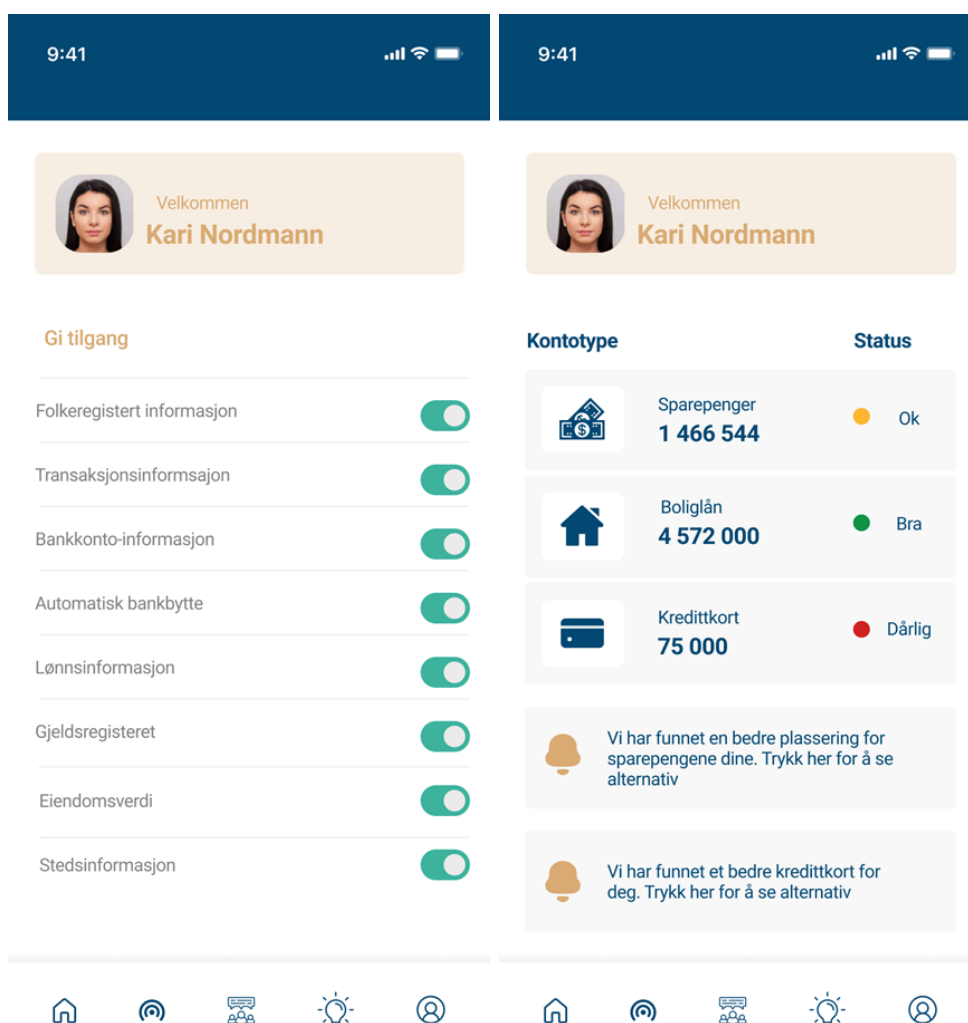 9:41
Velkommen
Kari Nordmann
Gi tilgang
Folkeregistert informasjon
Transaksjonsinformsajon
Bankkonto-informasjon
Automatisk bankbytte
Lønnsinformasjon
Gjeldsregisteret
Eiendomsverdi
Stedsinformasjon
9:41
Velkommen
Kari Nordmann
Kontotype Status
Sparepenger
1 466 544 Ok
Boliglån
4 572 000 Bra
Kredittkort
75 000 Dårlig
Vi har funnet en bedre plassering for
sparepengene dine. Trykk her for å se
alternativ
Vi har funnet et bedre kredittkort for
deg. Trykk her for å se alternativ